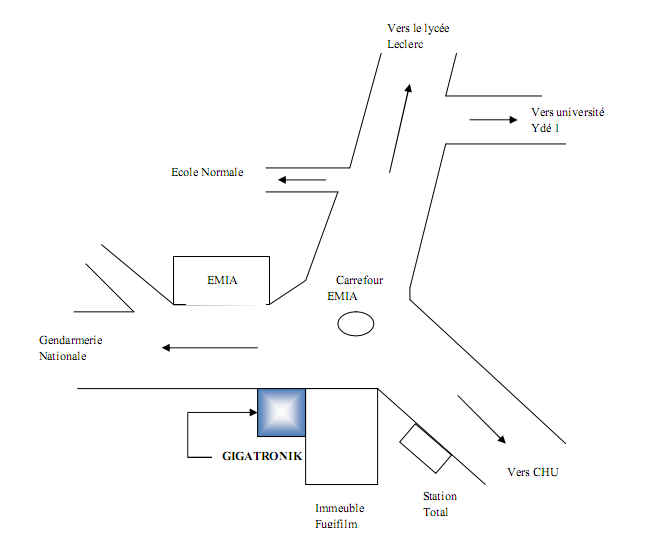 Vers le lycée
Leclerc
Vers université
Ydé 1
Ecole Normale
EMIA
Carrefour
EMIA
Gendarmerie
Nationale
GIGATRONIK
Vers CHU
Station
Total
Immeuble
Fugifilm